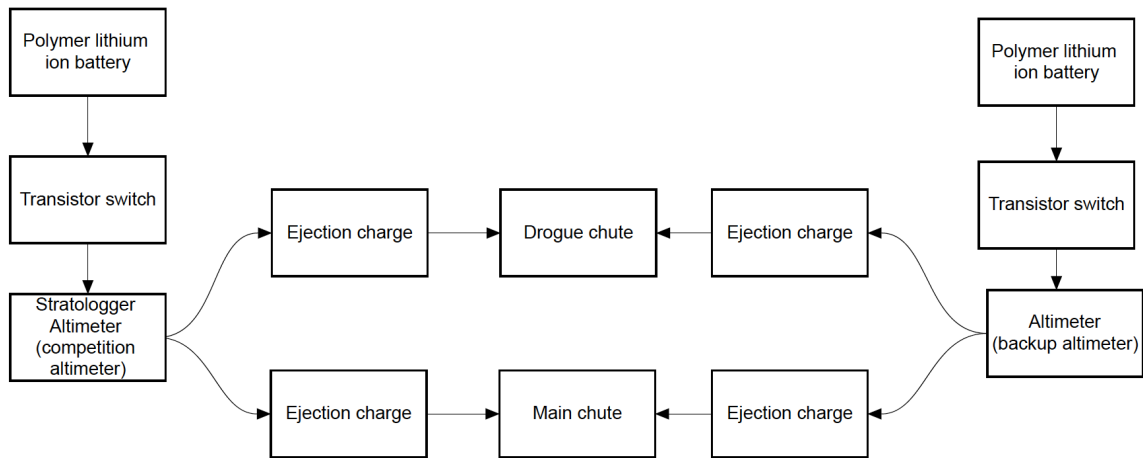 Polymer lithium
ion battery
Polymer lithium
ion battery
Transistor switch
Transistor switch
Ejection charge
Drogue chute
Ejection charge
Stratologger
Altimeter
(competition
altimeter)
Altimeter
(backup altimeter)
Ejection charge
Main chute
Ejection charge